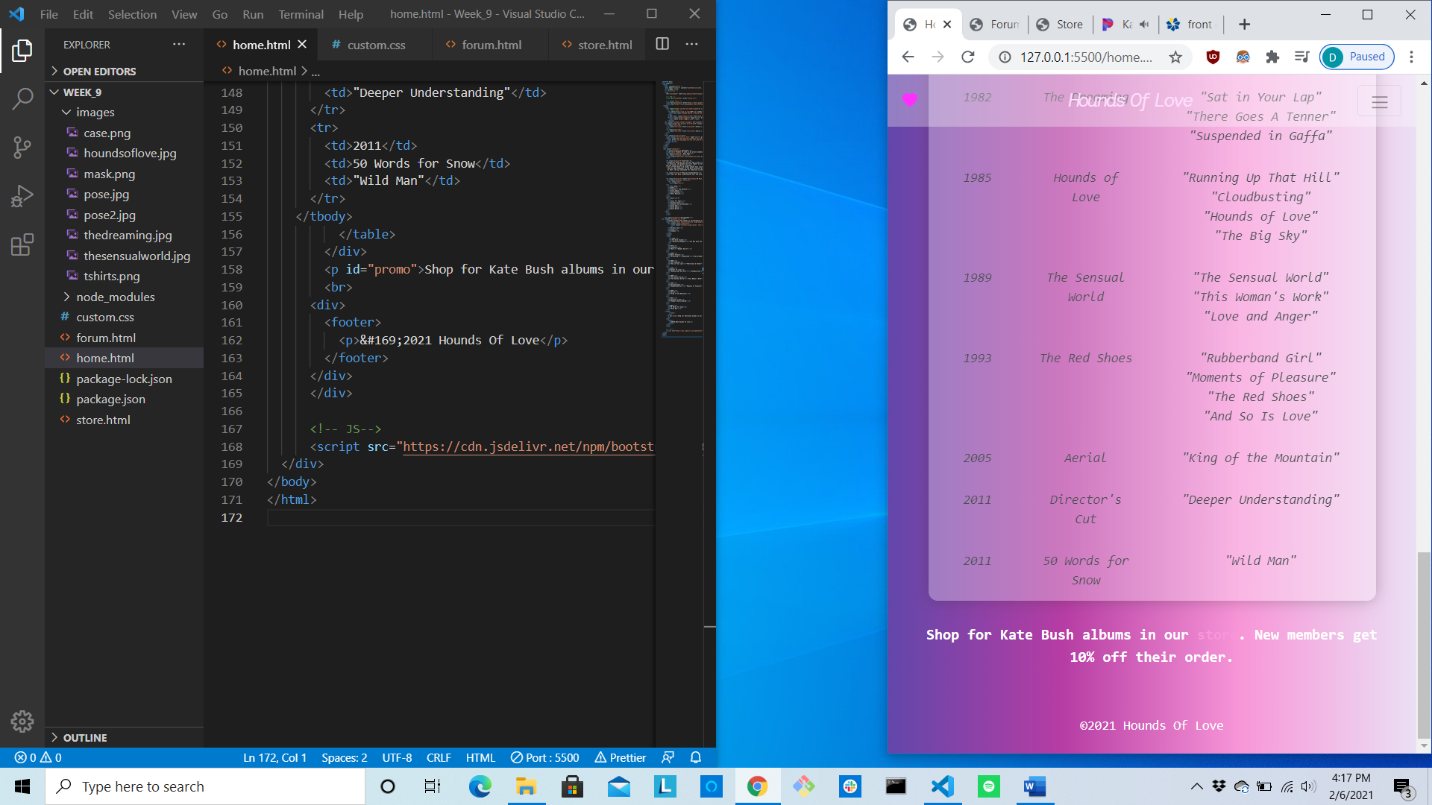 File Edit Selection View Go Run Terminal Help home.html - Week_9 - Visual Studio C...
EXPLORER
OPEN EDITORS
WEEK_9
images
case.png
houndsoflove.jpg
mask.png
pose.jpg
pose2.jpg
thedreaming.jpg
thesensualworld.jpg
tshirts.png
node_modules
# custom.css
forum.html
home.html
package-lock.json
package.json
store.html
OUTLINE
home.html # custom.css forum.html store.html
home.html > ...
148 <td>"Deeper Understanding"</td>
149 </tr>
150 <tr>
151 <td>2011</td>
152 <td>50 Words for Snow</td>
153 <td>"Wild Man"</td>
154 </tr>
155 </tbody>
156 </table>
157 </div>
158 <p id="promo">Shop for Kate Bush albums in our
159 <br>
160 <div>
161 <footer>
162 <p>&#169;2021 Hounds Of Love</p>
163 </footer>
164 </div>
165 </div>
166
167 <!-- JS-->
168 <script src="https://cdn.jsdelivr.net/npm/bootst
169 </div>
170 </body>
171 </html>
172
0 0 Ln 172, Col 1 Spaces: 2 UTF-8 CRLF HTML Port : 5500 Prettier
Forum Store front
127.0.0.1:5500/home.... D Paused
Hounds Of Love
1982 The Dreaming "Sat in Your Lap"
"There Goes A Tenner"
"Suspended in Gaffa"
1985 Hounds of "Running Up That Hill"
Love "Cloudbusting"
"Hounds of Love"
"The Big Sky"
1989 The Sensual "The Sensual World"
World "This Woman's Work"
"Love and Anger"
1993 The Red Shoes "Rubberband Girl"
"Moments of Pleasure"
"The Red Shoes"
"And So Is Love"
2005 Aerial "King of the Mountain"
2011 Director's "Deeper Understanding"
Cut
2011 50 Words for "Wild Man"
Snow
Shop for Kate Bush albums in our store. New members get
10% off their order.
©2021 Hounds Of Love
Type here to search
4:17 PM
2/6/2021
3